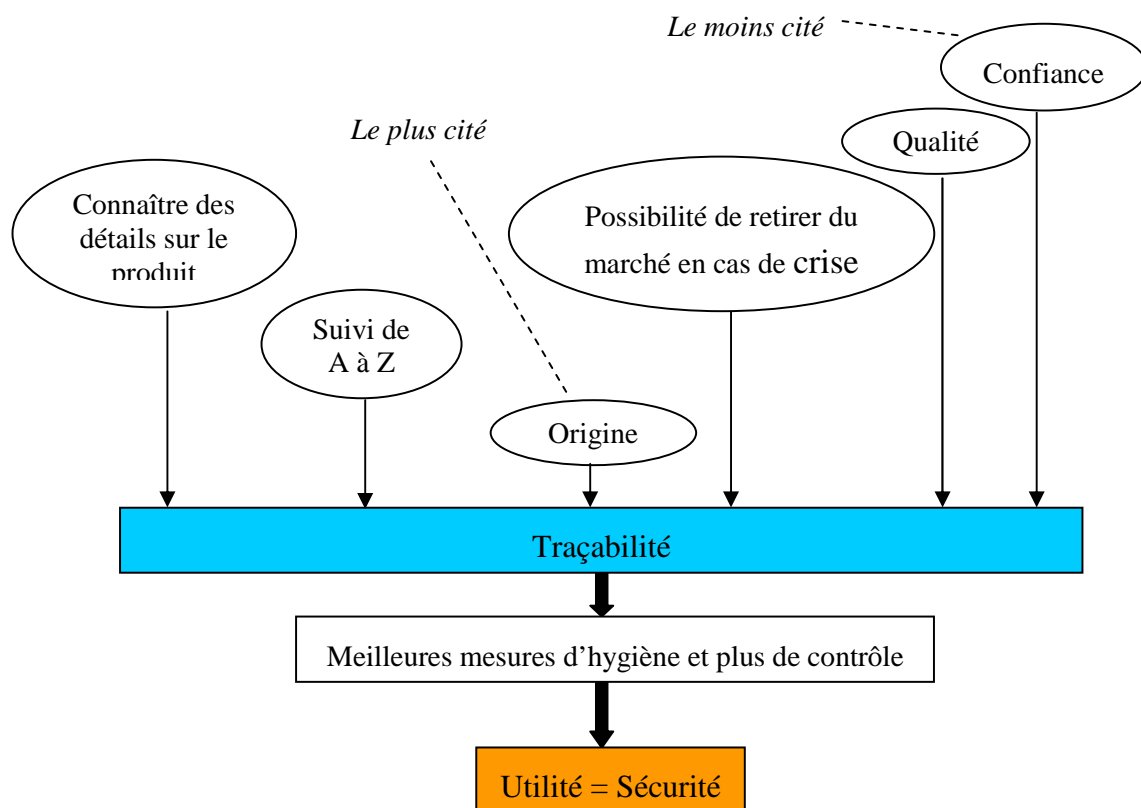 Le moins cité
Confiance
Le plus cité
Qualité
Connaître des
détails sur le
produit
Possibilité de retirer du
marché en cas de crise
Suivi de
A à Z
Origine
Traçabilité
Meilleures mesures d’hygiène et plus de contrôle
Utilité = Sécurité